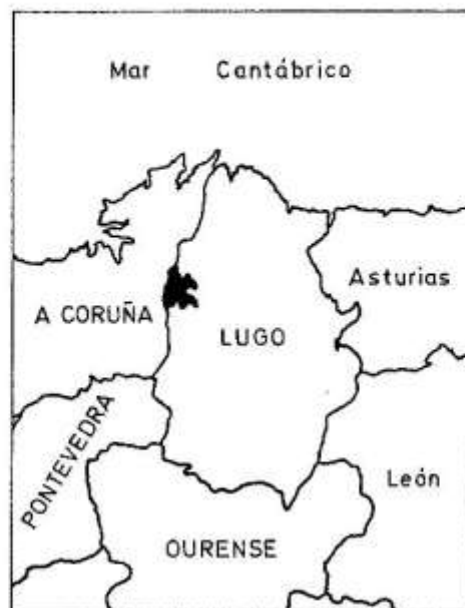 Mar Cantábrico
Asturias
A CORUÑA
LUGO
PONTEVEDRA
León
OURENSE